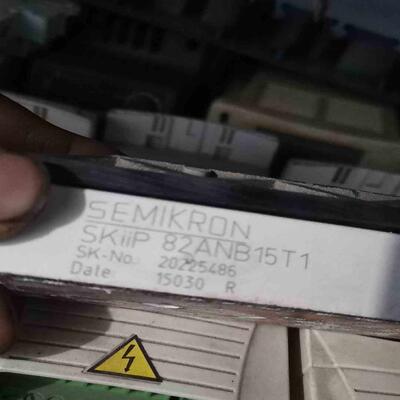 SEMIKRON
SKiiP 82ANB15T1
SK-No.: 20225486
Date: 15030 R